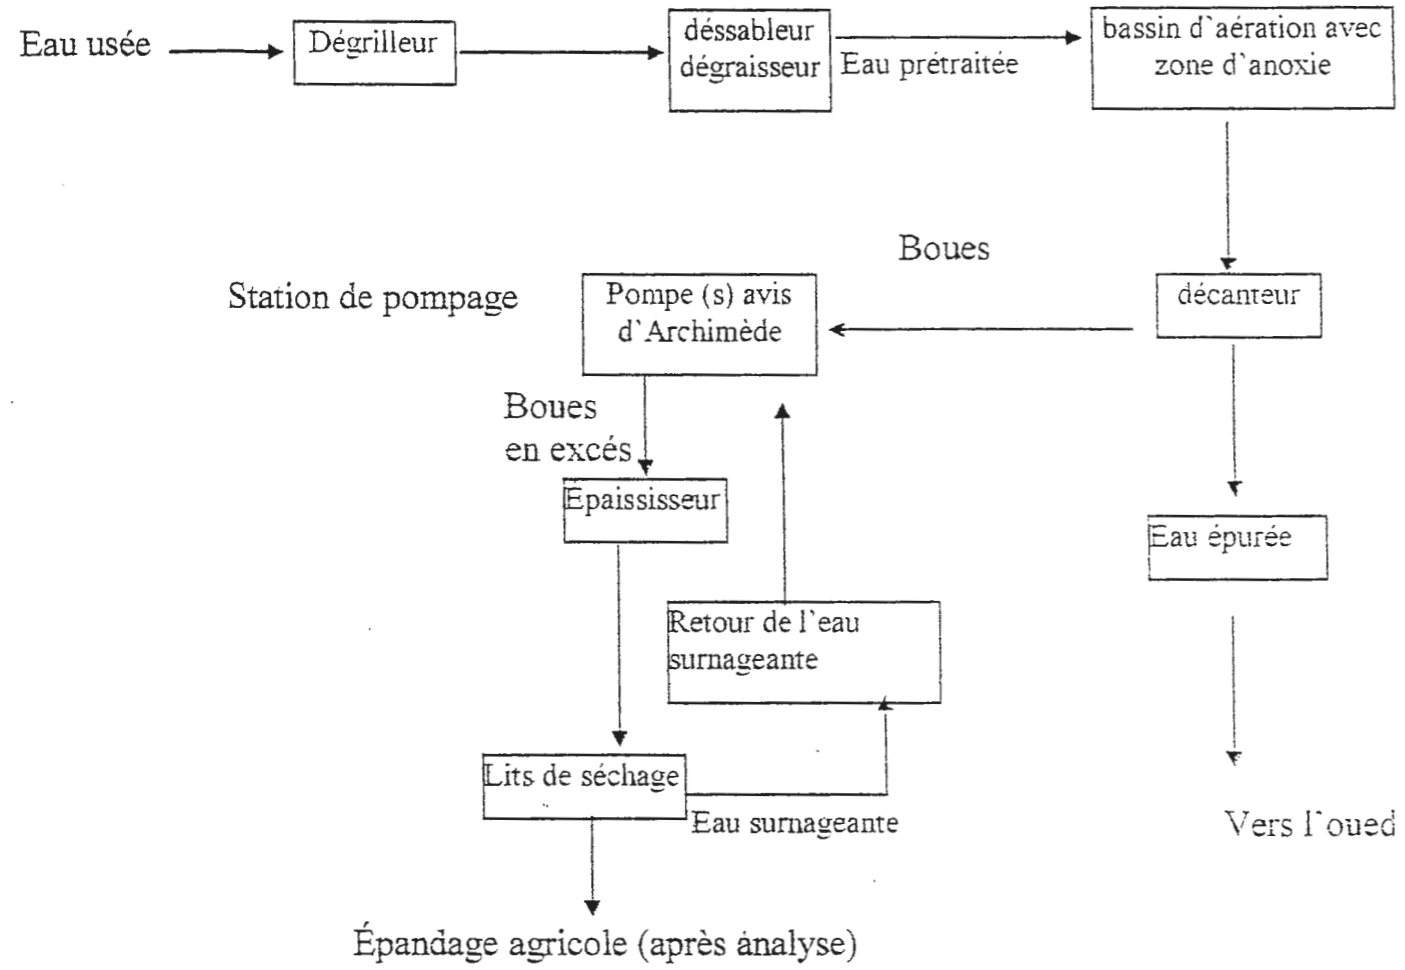 Eau usée
Dégrilleur
déssableur
dégraisseur
Eau prétraitée
bassin d`aération avec
zone d`anoxie
Boues
Station de pompage
Pompe (s) avis
d`Archimède
décanteur
Boues
en excés
Épaississeur
Eau épurée
Retour de l`eau
surnageante
Lits de séchage
Eau surnageante
Vers l`oued
Épandage agricole (après analyse)